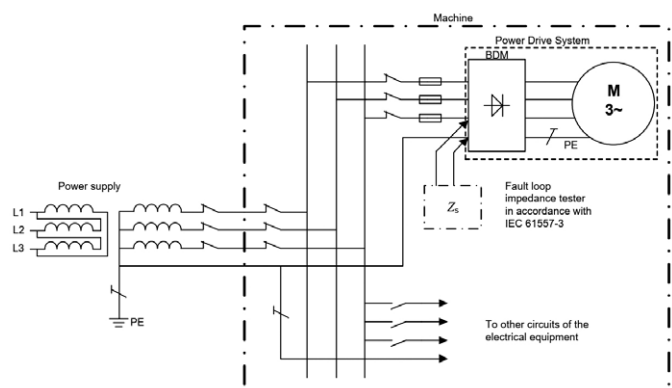 Machine
Power Drive System
BDM
M
3~
PE
Power supply
L1
L2
L3
Zs
Fault loop
impedance tester
in accordance with
IEC 61557-3
PE
To other circuits of the
electrical equipment